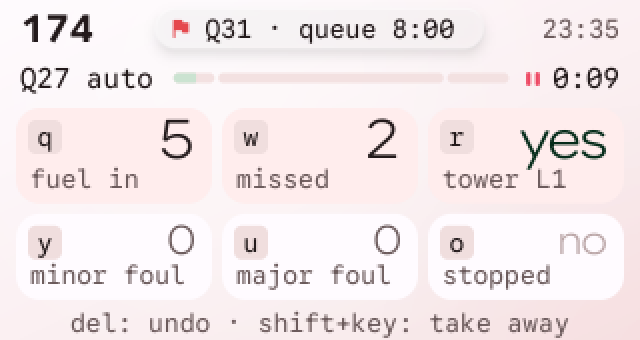 174 Q31 · queue 8:00 23:35
Q27 auto 0:09
q 5 w 2 r yes
fuel in missed tower L1
y 0 u 0 o no
minor foul major foul stopped
del: undo · shift+key: take away